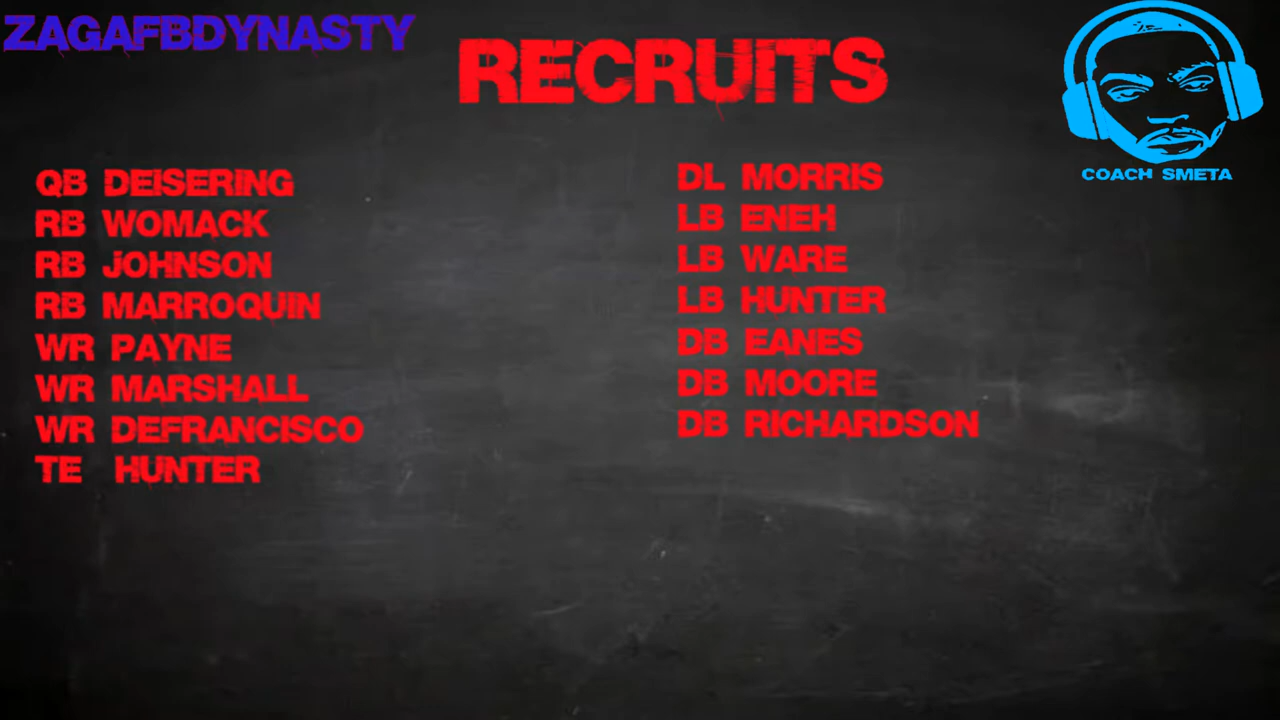 ZAGAFBDYNASTY
RECRUITS
COACH SMETA
QB DEISERING
RB WOMACK
RB JOHNSON
RB MARROQUIN
WR PAYNE
WR MARSHALL
WR DEFRANCISCO
TE HUNTER
DL MORRIS
LB ENEH
LB WARE
LB HUNTER
DB EANES
DB MOORE
DB RICHARDSON